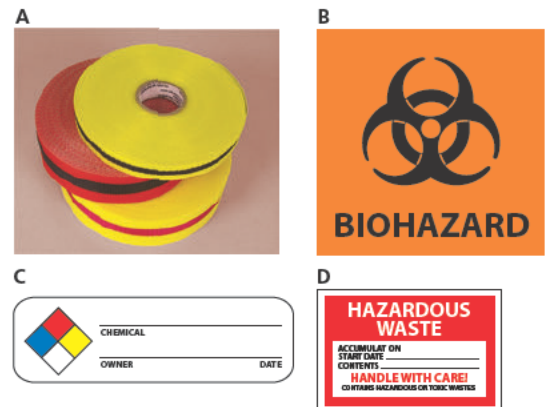 A
B
BIOHAZARD
C
CHEMICAL
OWNER DATE
D
HAZARDOUS
WASTE
ACCUMULAT ON
START DATE
CONTENTS
HANDLE WITH CARE!
CONTAINS HAZARDOUS OR TOXIC WASTES